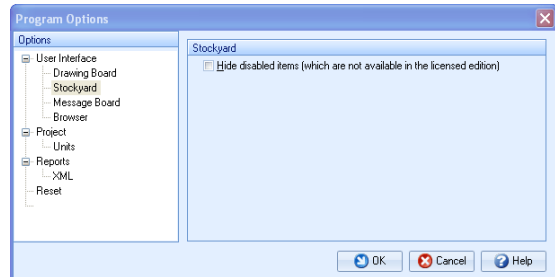 Program Options
Options
User Interface
Drawing Board
Stockyard
Message Board
Browser
Project
Units
Reports
XML
Reset
Stockyard
Hide disabled items (which are not available in the licensed edition)
OK
Cancel
Help